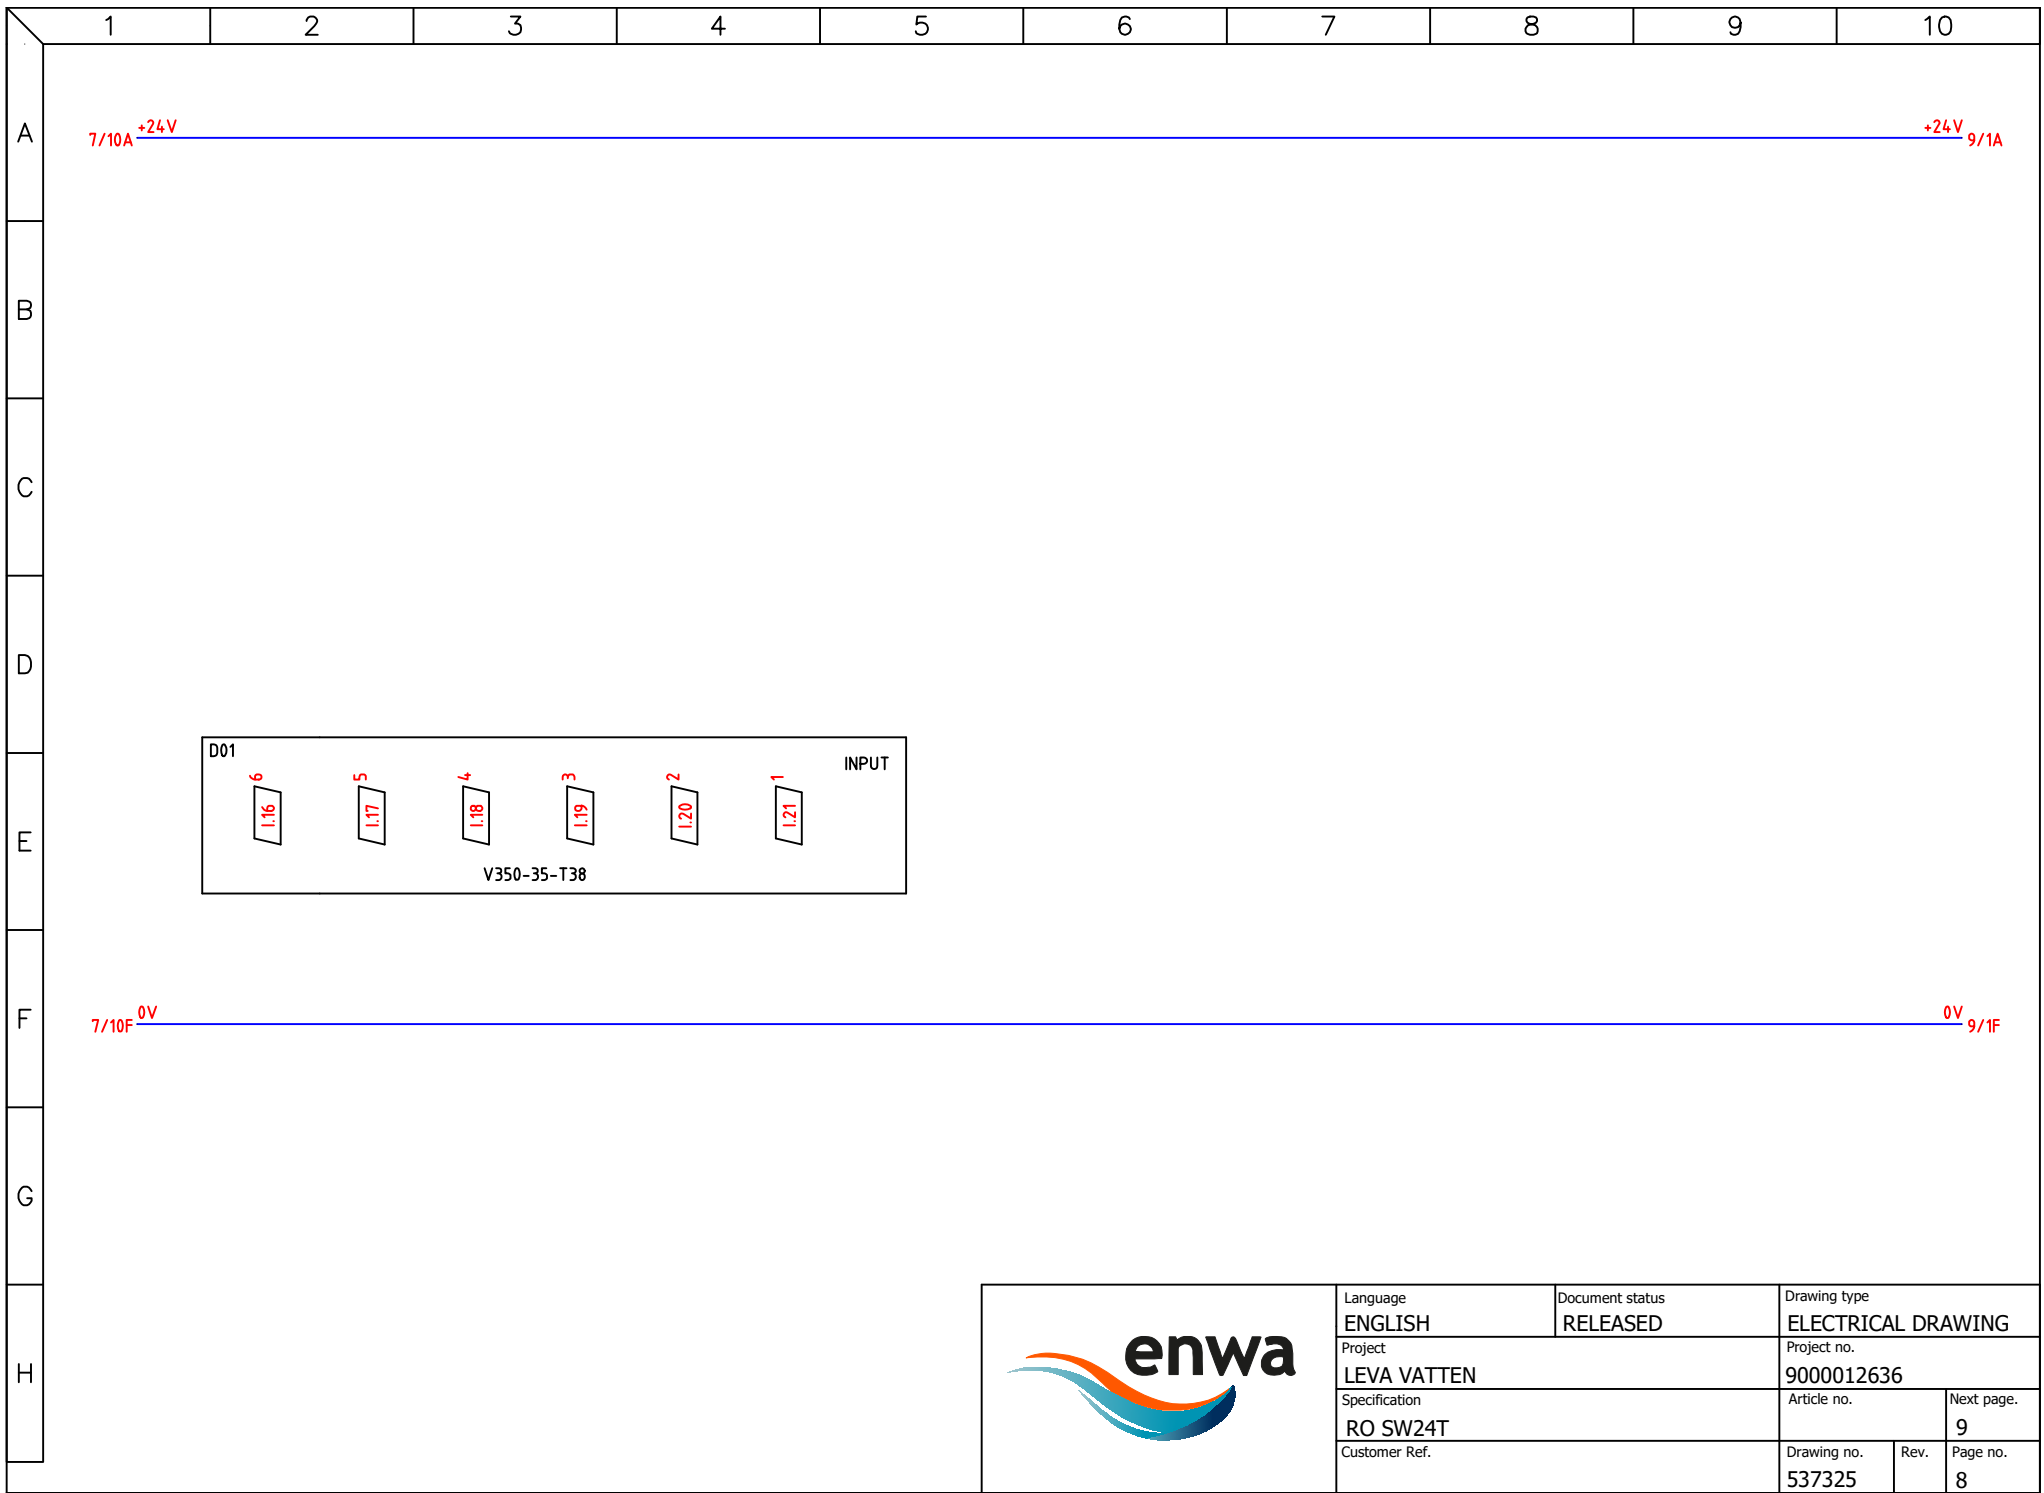 1 2 3 4 5 6 7 8 9 10
A
+24V +24V
7/10A 9/1A
B
C
D
D01
INPUT
6 5 4 3 2 1
I.16 I.17 I.18 I.19 I.20 I.21
E
V350-35-T38
F
0V 0V
7/10F 9/1F
G
H
enwa
Language Document status Drawing type
ENGLISH RELEASED ELECTRICAL DRAWING
Project Project no.
LEVA VATTEN 9000012636
Specification Article no. Next page.
RO SW24T 9
Customer Ref. Drawing no. Rev. Page no.
537325 8